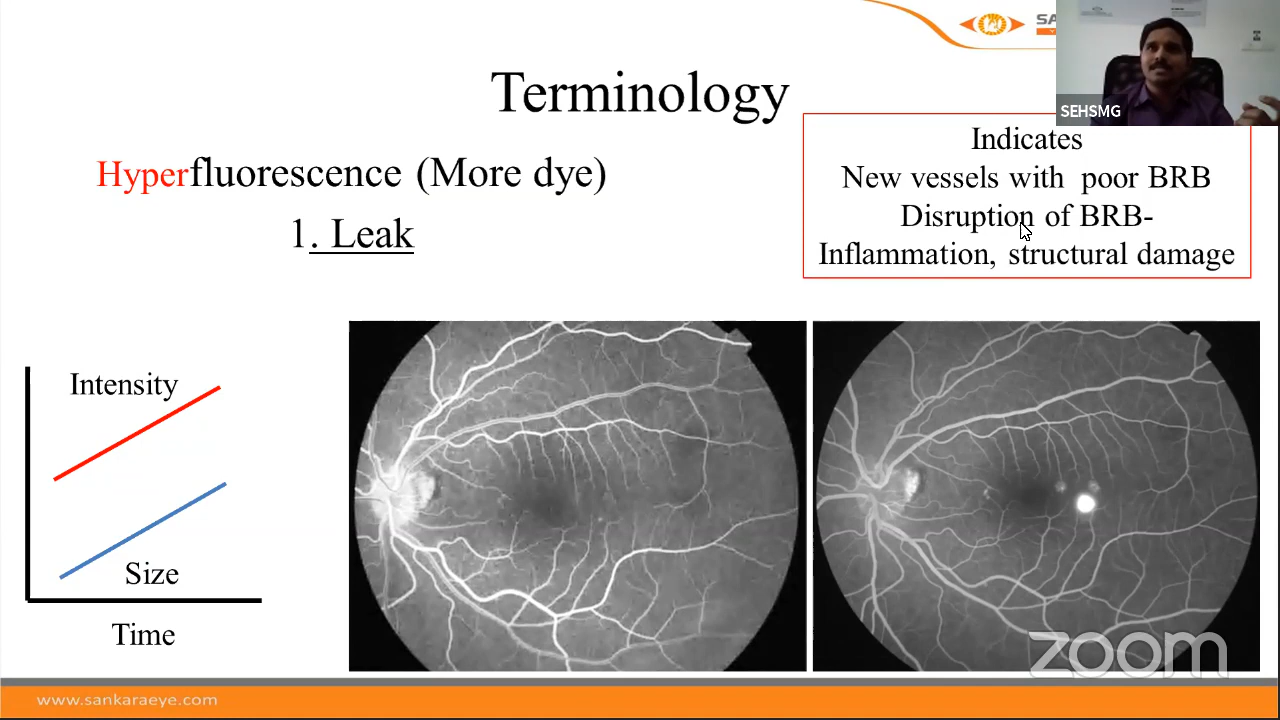 SA
SEHSMG
Terminology
Hyperfluorescence (More dye)
1. Leak
Indicates
New vessels with poor BRB
Disruption of BRB-
Inflammation, structural damage
Intensity
Size
Time
zoom
www.sankaraeye.com